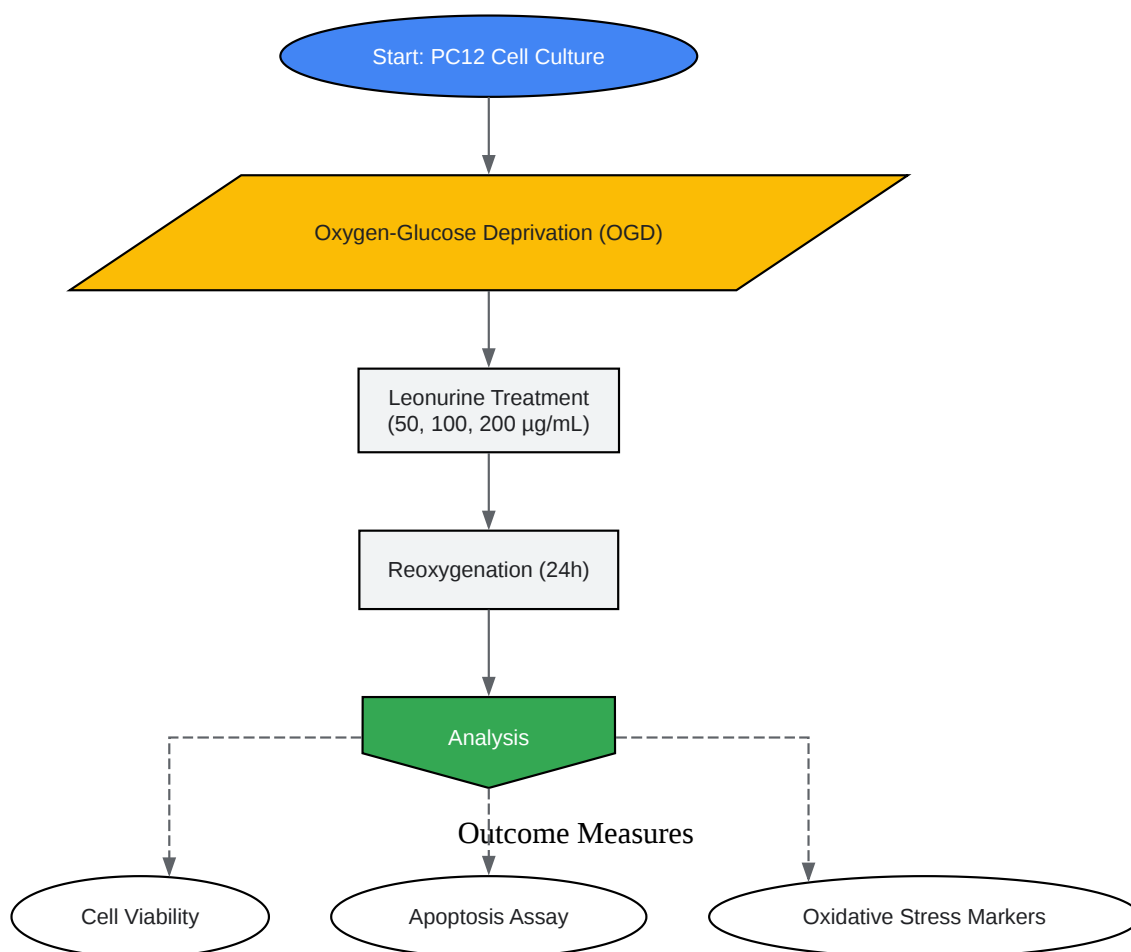 Start: PC12 Cell Culture
Oxygen-Glucose Deprivation (OGD)
Leonurine Treatment
(50, 100, 200 µg/mL)
Reoxygenation (24h)
Analysis
Outcome Measures
Cell Viability
Apoptosis Assay
Oxidative Stress Markers